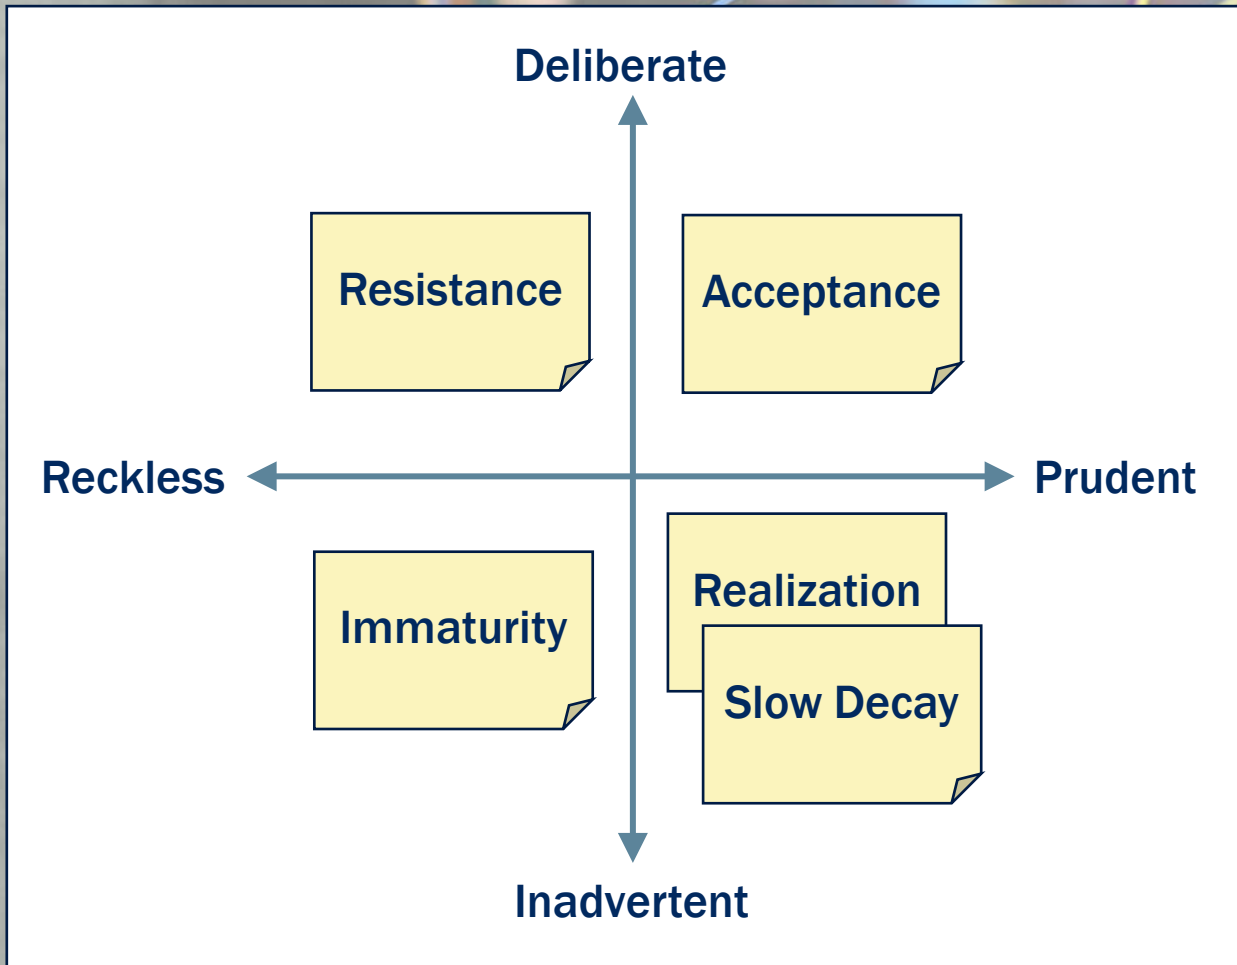 Deliberate
Resistance
Acceptance
Reckless
Prudent
Immaturity
Realization
Slow Decay
Inadvertent